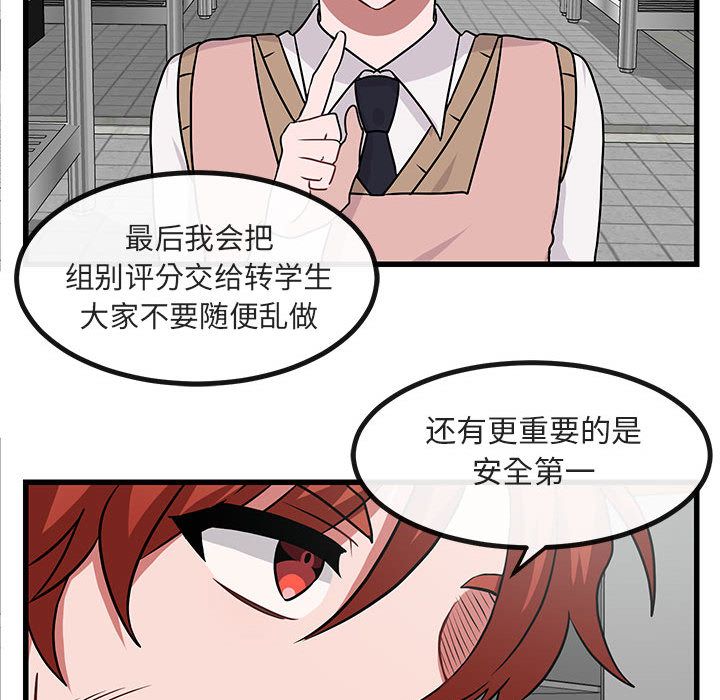 最后我会把
组别评分交给转学生
大家不要随便乱做
还有更重要的是
安全第一